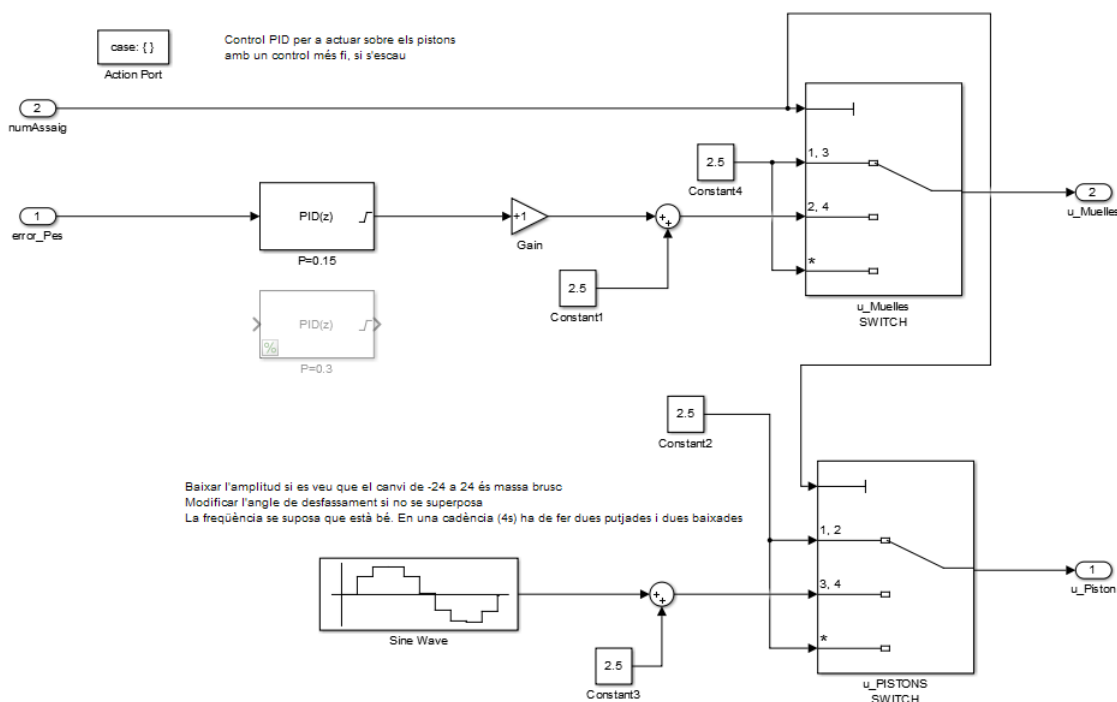 case: { }
Action Port
Control PID per a actuar sobre els pistons
amb un control més fi, si s'escau
2
numAssaig
1
error_Pes
PID(z)
P=0.15
PID(z)
%
P=0.3
+1
Gain
2.5
Constant1
+
+
2.5
Constant4
1, 3
2, 4
*
u_Muelles
SWITCH
2
u_Muelles
2.5
Constant2
Baixar l'amplitud si es veu que el canvi de -24 a 24 és massa brusc
Modificar l'angle de desfassament si no se superposa
La freqüència se suposa que està bé. En una cadència (4s) ha de fer dues putjades i dues baixades
Sine Wave
+
+
2.5
Constant3
1, 2
3, 4
*
u_PISTONS
SWITCH
1
u_Piston